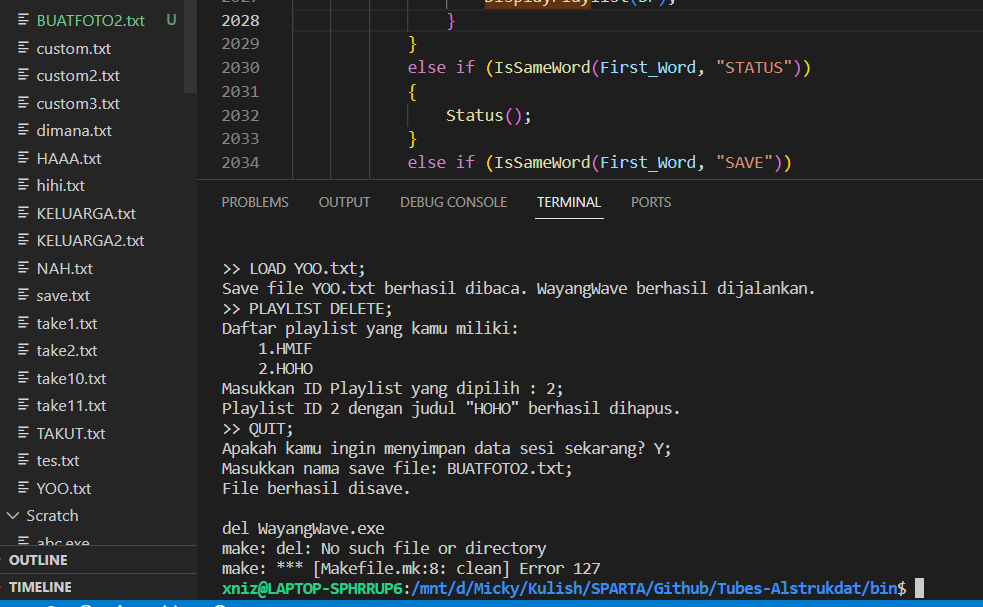 BUATFOTO2.txt U
custom.txt
custom2.txt
custom3.txt
dimana.txt
HAAA.txt
hihi.txt
KELUARGA.txt
KELUARGA2.txt
NAH.txt
save.txt
take1.txt
take2.txt
take10.txt
take11.txt
TAKUT.txt
tes.txt
YOO.txt
Scratch
abc.exe
OUTLINE
TIMELINE
2027 DisplayPlaylist(DP);
2028 }
2029 }
2030 else if (IsSameWord(First_Word, "STATUS"))
2031 {
2032 Status();
2033 }
2034 else if (IsSameWord(First_Word, "SAVE"))
PROBLEMS OUTPUT DEBUG CONSOLE TERMINAL PORTS
>> LOAD YOO.txt;
Save file YOO.txt berhasil dibaca. WayangWave berhasil dijalankan.
>> PLAYLIST DELETE;
Daftar playlist yang kamu miliki:
1.HMIF
2.HOHO
Masukkan ID Playlist yang dipilih : 2;
Playlist ID 2 dengan judul "HOHO" berhasil dihapus.
>> QUIT;
Apakah kamu ingin menyimpan data sesi sekarang? Y;
Masukkan nama save file: BUATFOTO2.txt;
File berhasil disave.
del WayangWave.exe
make: del: No such file or directory
make: *** [Makefile.mk:8: clean] Error 127
xniz@LAPTOP-SPHRRUP6:/mnt/d/Micky/Kulish/SPARTA/Github/Tubes-Alstrukdat/bin$